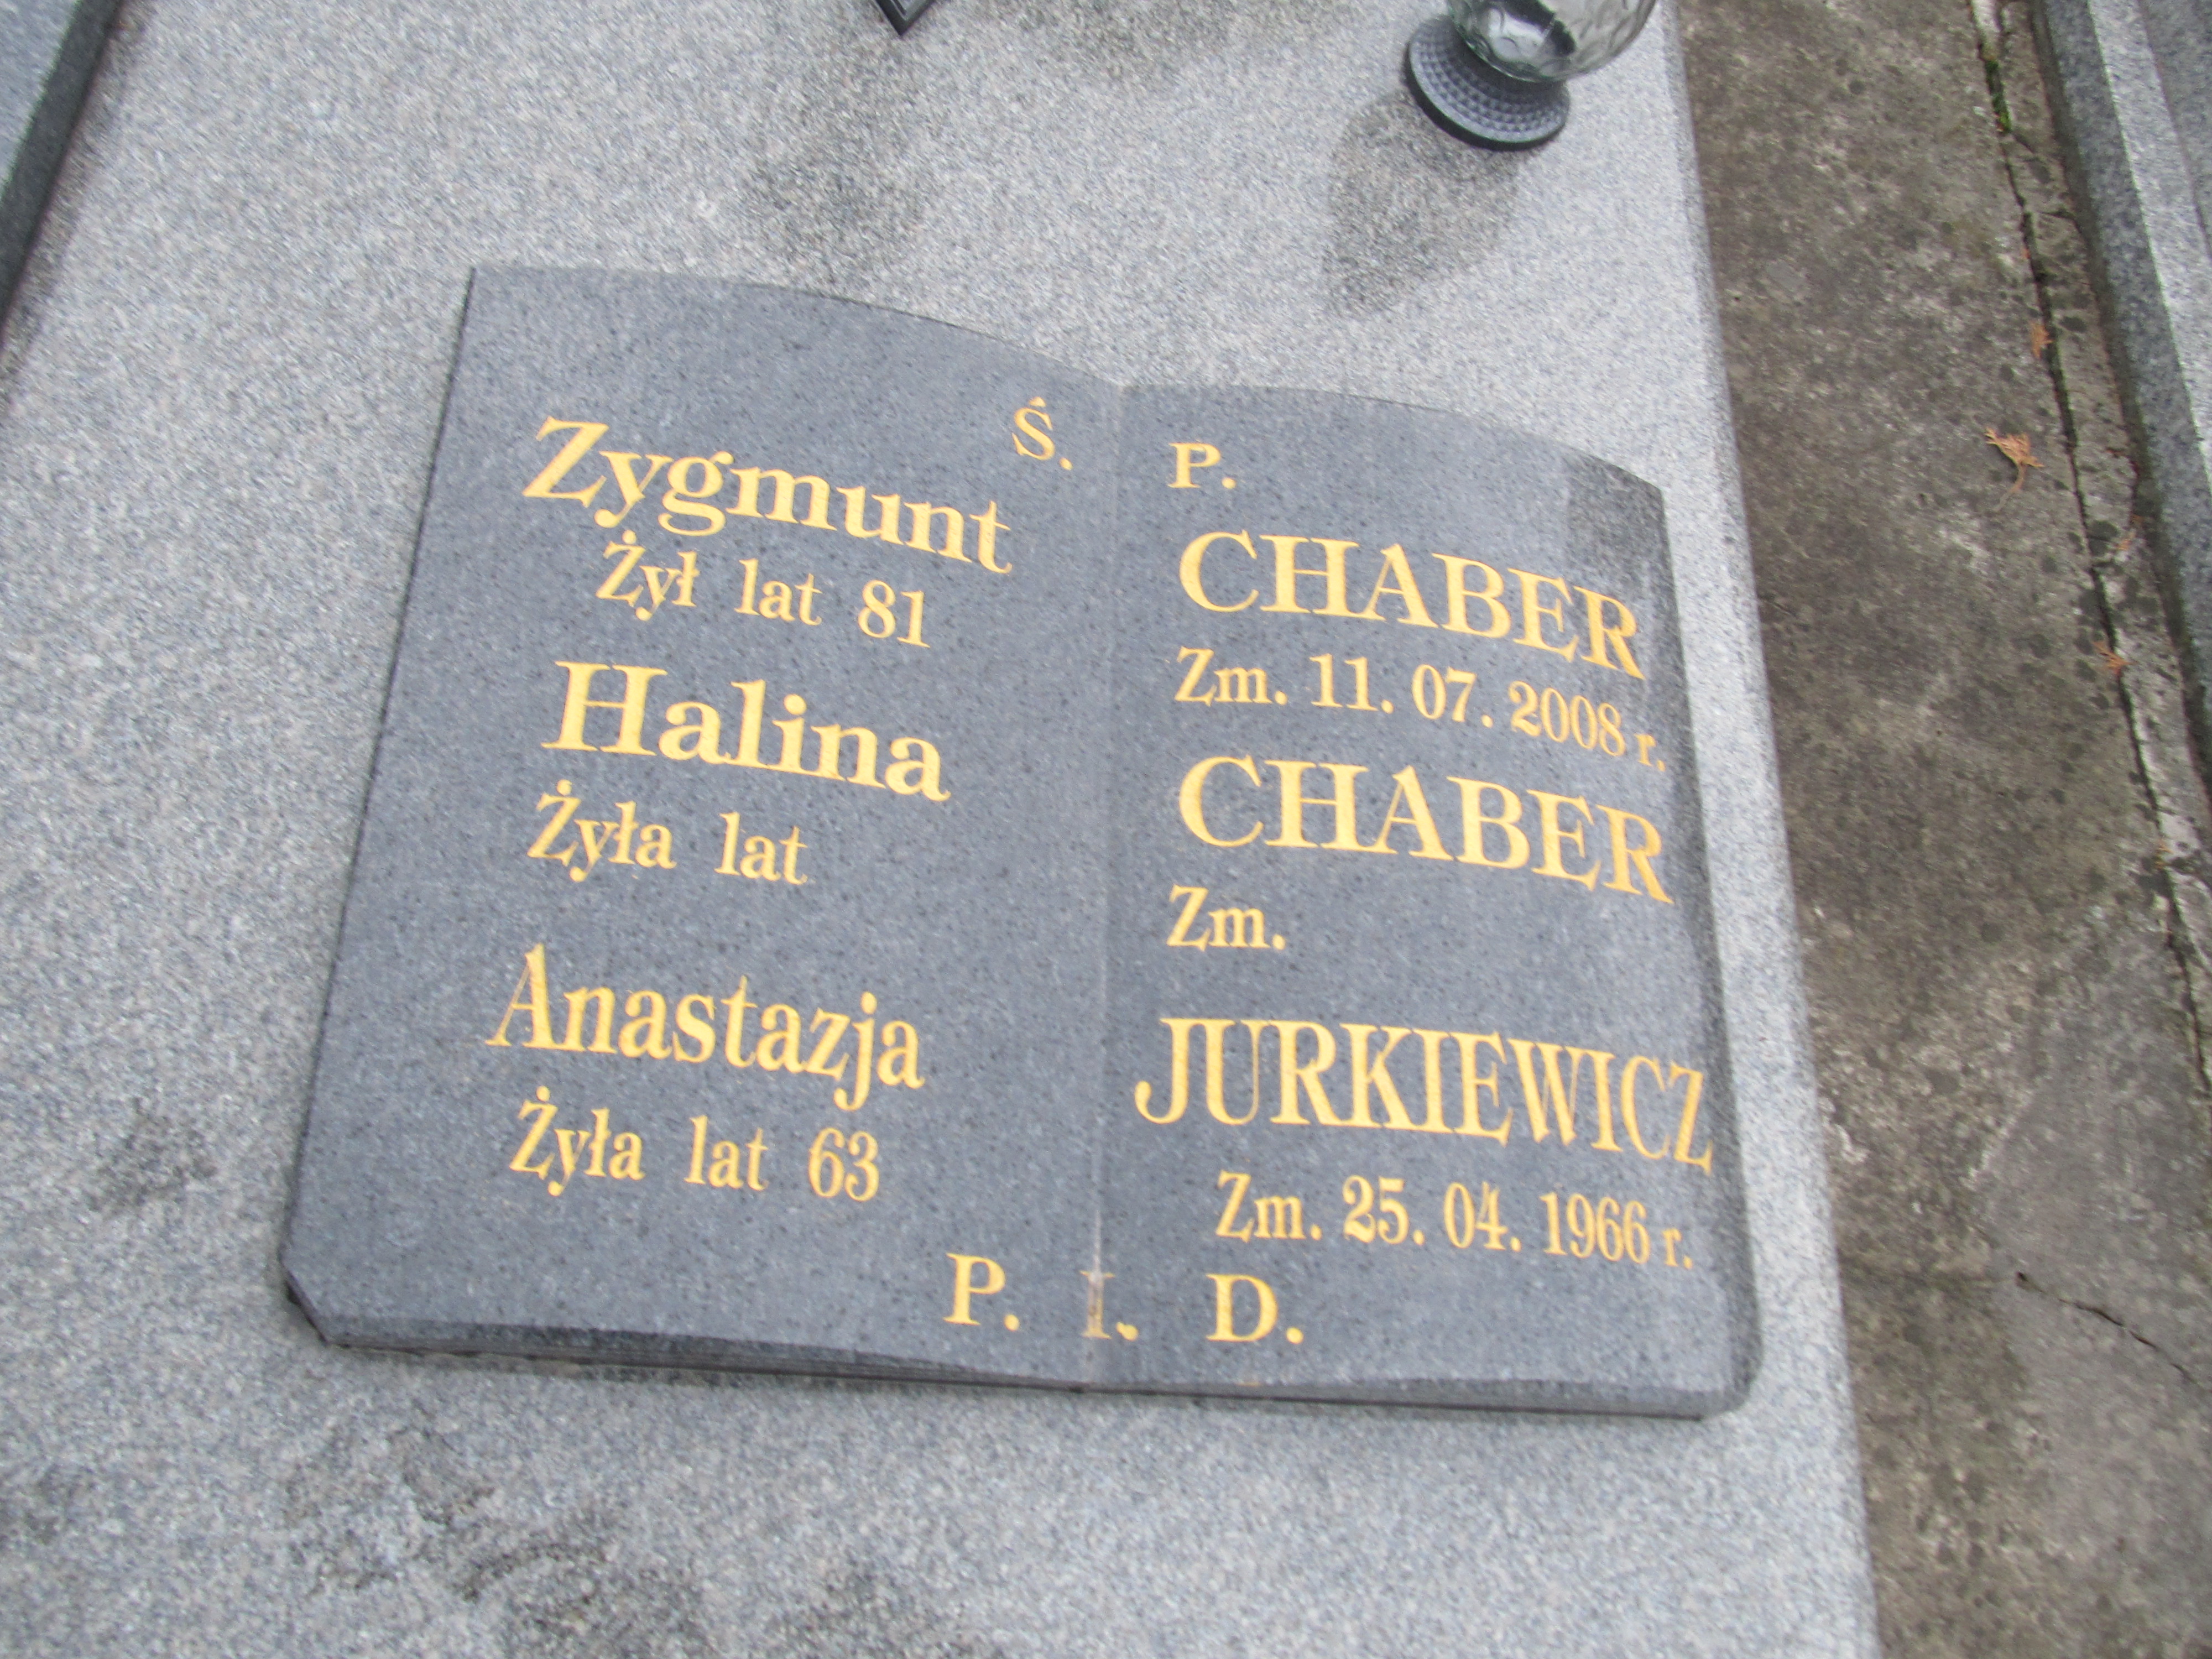 Ś. P.
Zygmunt CHABER
Żył lat 81 Zm. 11. 07. 2008 r.
Halina CHABER
Żyła lat Zm.
Anastazja JURKIEWICZ
Żyła lat 63 Zm. 25. 04. 1966 r.
P. I. D.